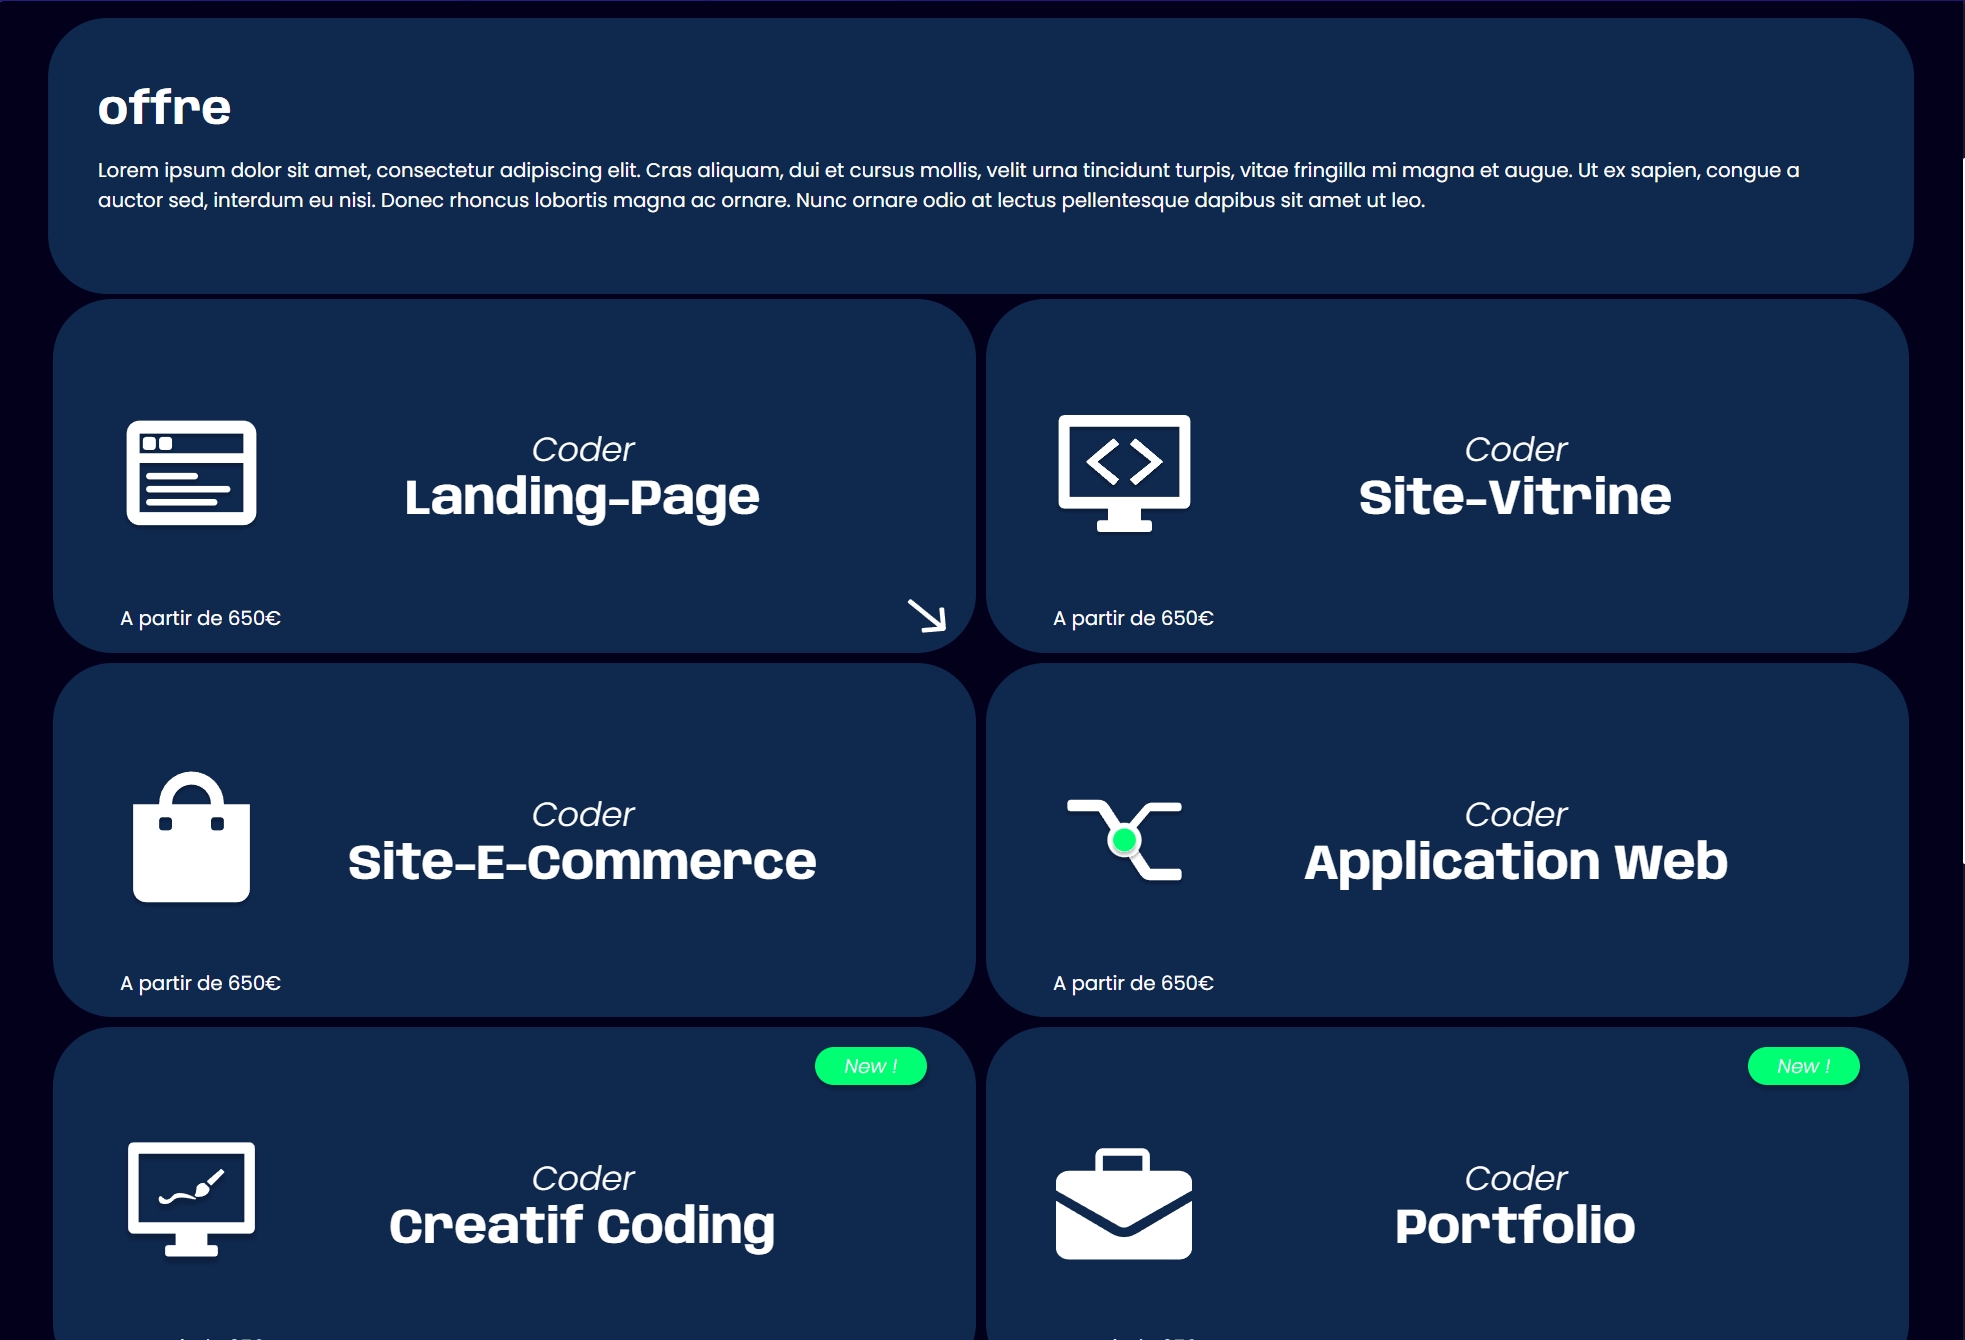 offre
Lorem ipsum dolor sit amet, consectetur adipiscing elit. Cras aliquam, dui et cursus mollis, velit urna tincidunt turpis, vitae fringilla mi magna et augue. Ut ex sapien, congue a
auctor sed, interdum eu nisi. Donec rhoncus lobortis magna ac ornare. Nunc ornare odio at lectus pellentesque dapibus sit amet ut leo.
Coder
Landing-Page
A partir de 650€
Coder
Site-Vitrine
A partir de 650€
Coder
Site-E-Commerce
A partir de 650€
Coder
Application Web
A partir de 650€
New !
Coder
Creatif Coding
New !
Coder
Portfolio